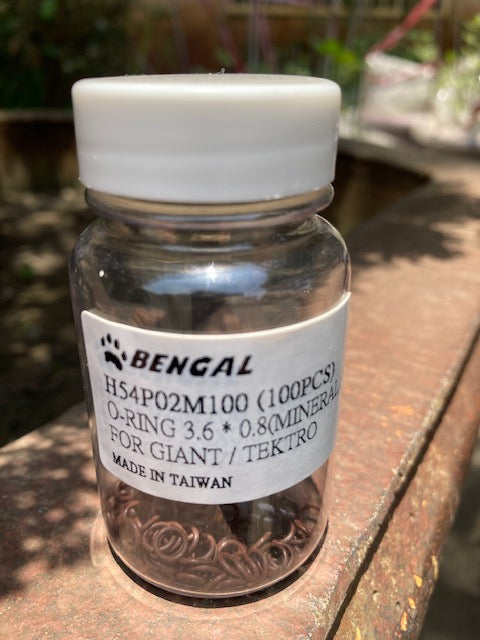 BENGAL
H54P02M100 (100PCS)
O-RING 3.6 * 0.8(MINERAL
FOR GIANT / TEKTRO
MADE IN TAIWAN